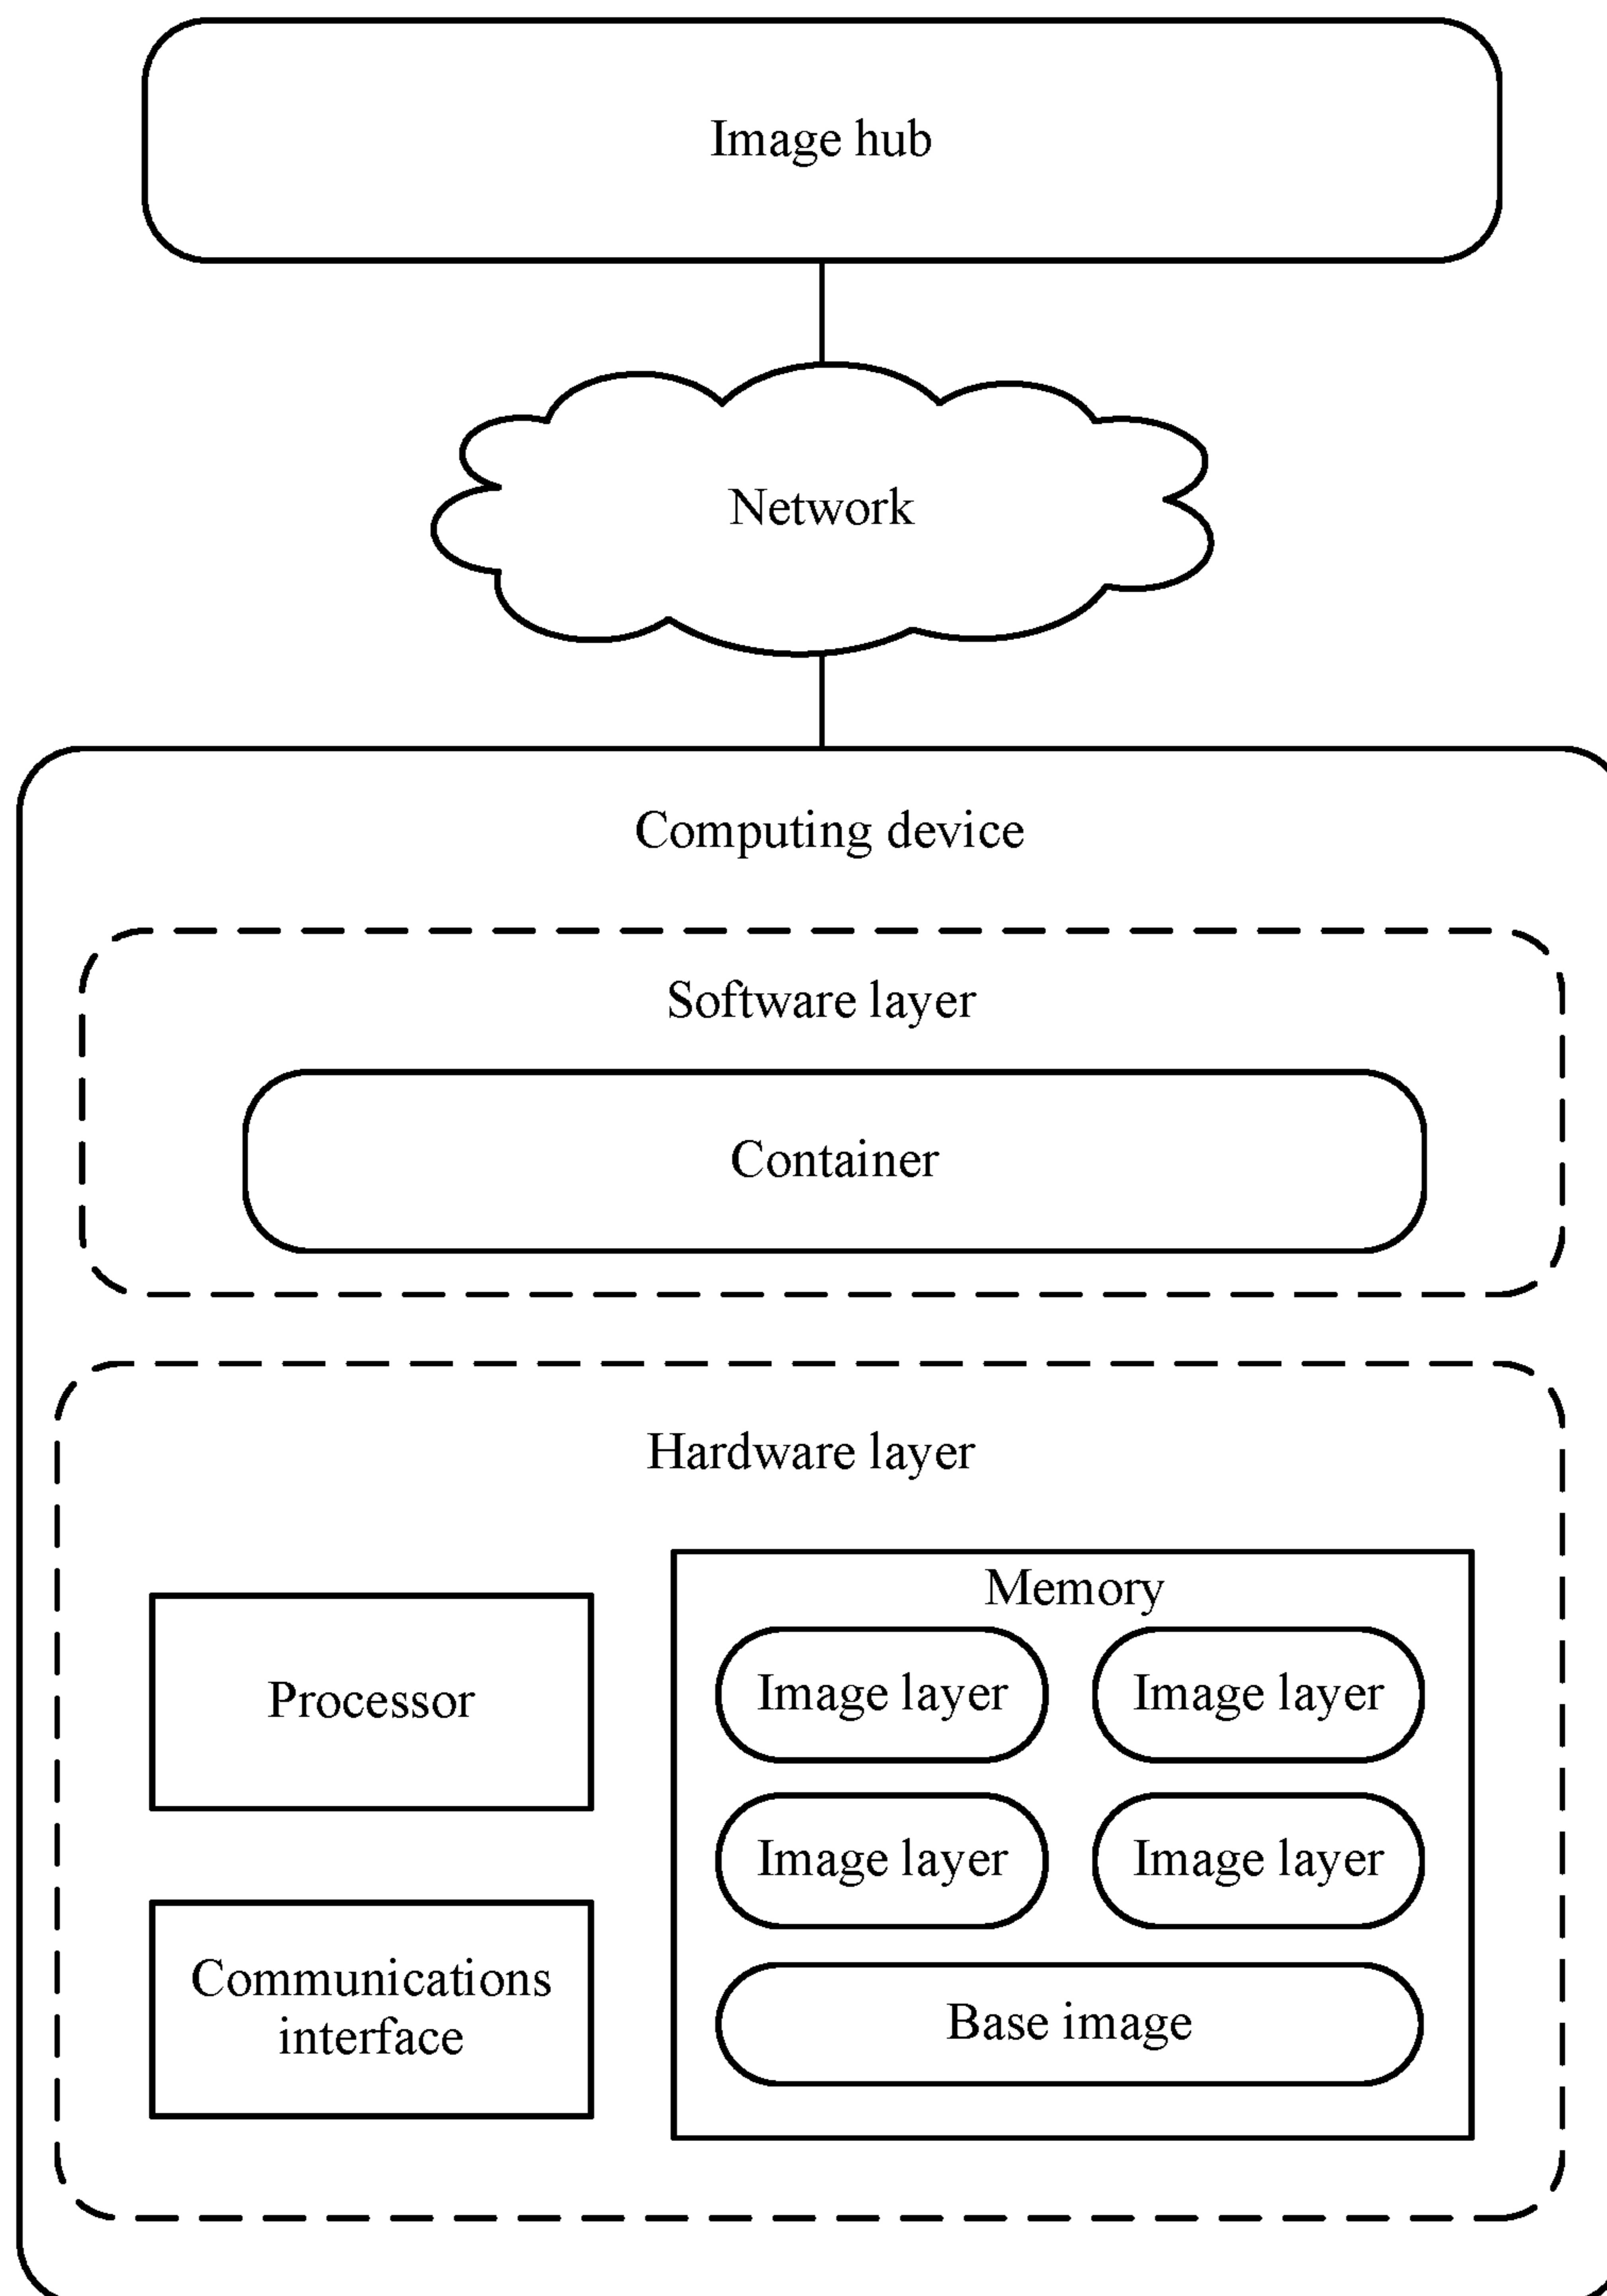 Image hub
Network
Computing device
Software layer
Container
Hardware layer
Processor
Communications
interface
Memory
Image layer
Image layer
Image layer
Image layer
Base image